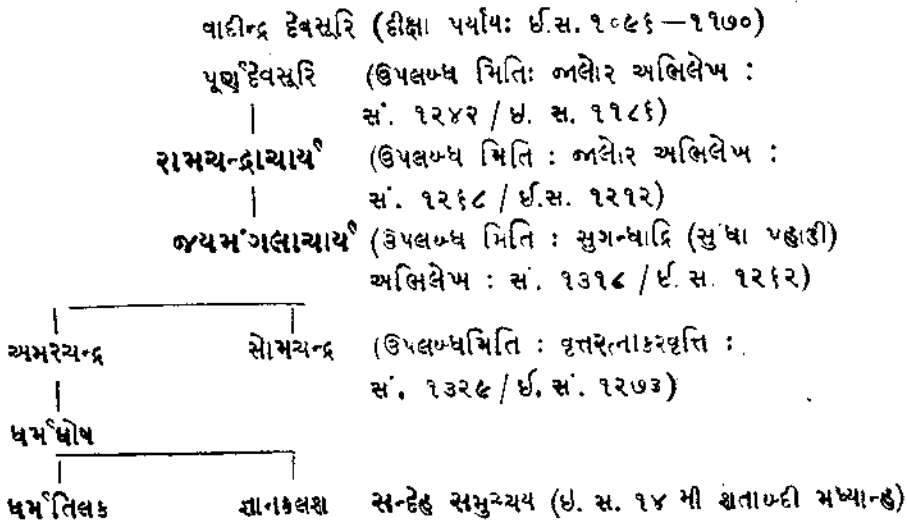 વાદીન્દ્ર દેવસૂરિ (દીક્ષા પર્યાયઃ ઈ.સ. ૧૦૯૬—૧૧૭૦)
પૂર્ણદેવસૂરિ (ઉપલબ્ધ મિતિઃ જાલેાર અભિલેખ :
સં. ૧૨૪૨ / ઇ. સ. ૧૧૮૬)
રામચન્દ્રાચાર્ય (ઉપલબ્ધ મિતિ : જાલેાર અભિલેખ :
સં. ૧૨૬૮ / ઈ.સ. ૧૨૧૨)
જયમંગલાચાર્ય (ઉપલબ્ધ મિતિ : સુગન્ધાદ્રિ (સુંધા પહાડી)
અભિલેખ : સં. ૧૩૧૮ / ઈ. સ. ૧૨૬૨)
અમરચન્દ્ર સેામચન્દ્ર (ઉપલબ્ધમિતિ : વૃત્તરત્નાકરવૃત્તિ :
સં. ૧૩૨૯ / ઈ. સં. ૧૨૭૩)
ધર્મઘોષ
ધર્મતિલક જ્ઞાનકલશ સન્દેહ સમુચ્ચય (ઇ. સ. ૧૪ મી શતાબ્દી મધ્યાન્હ)